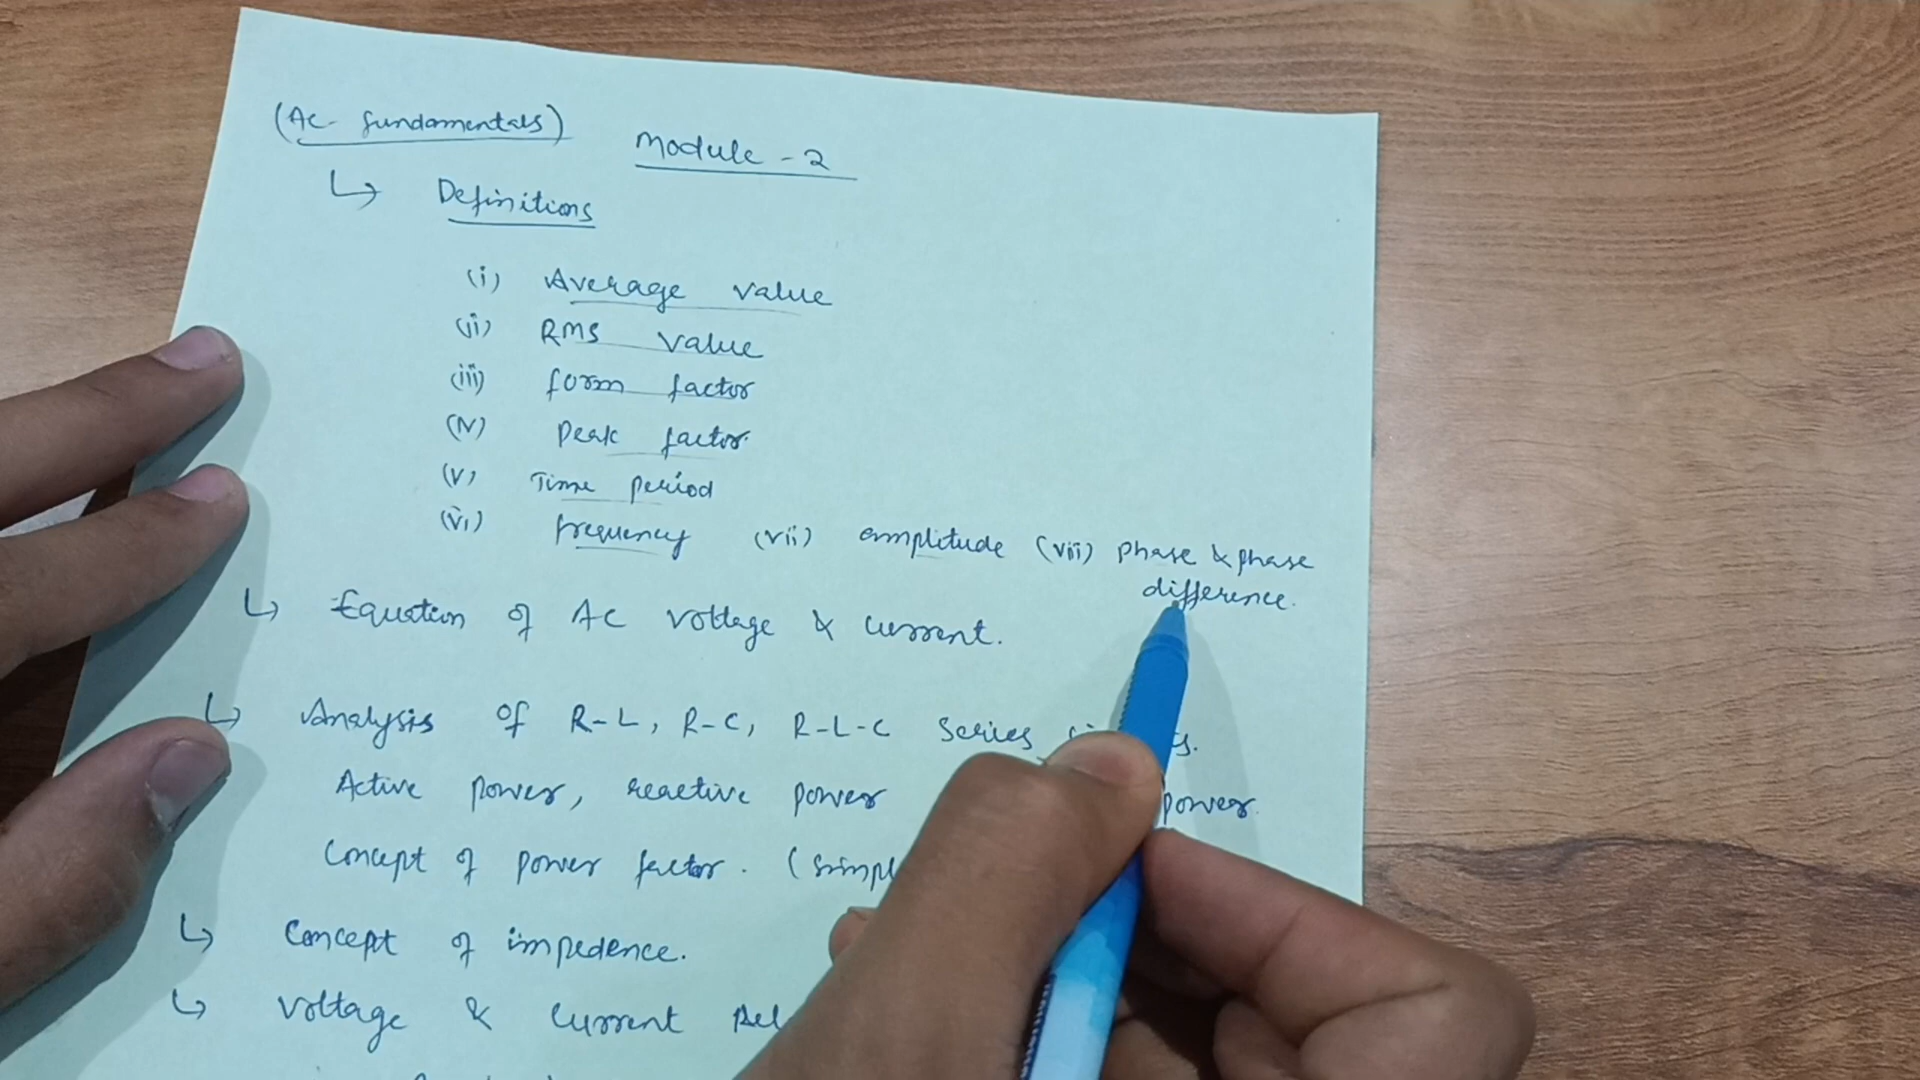 (AC- fundamentals)
Module - 2
↳ Definitions
(i) Average value
(ii) RMS value
(iii) form factor
(iv) Peak factor.
(v) Time period
(vi) frequency (vii) amplitude (viii) phase & phase
difference.
↳ Equation of AC voltage & current.
↳ Analysis of R-L, R-C, R-L-C series
Active power, reactive power power.
Concept of power factor. (
↳ Concept of impedence.
↳ voltage & current